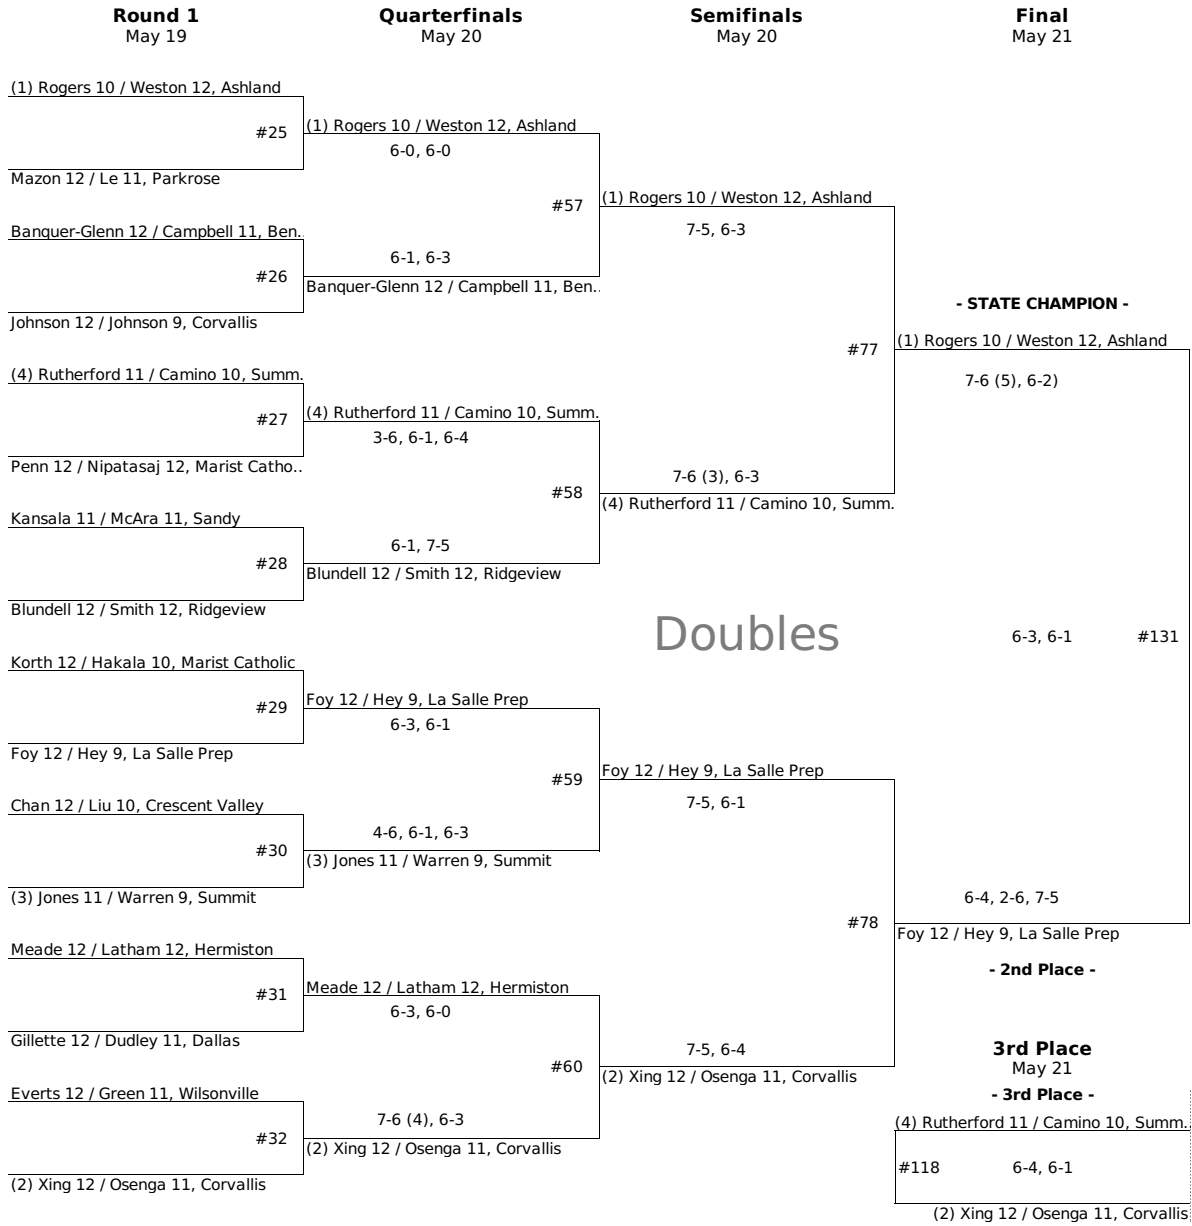 Round 1
May 19
Quarterfinals
May 20
Semifinals
May 20
Final
May 21
(1) Rogers 10 / Weston 12, Ashland
#25
Mazon 12 / Le 11, Parkrose
Banquer-Glenn 12 / Campbell 11, Ben..
#26
Johnson 12 / Johnson 9, Corvallis
(4) Rutherford 11 / Camino 10, Summ..
#27
Penn 12 / Nipatasaj 12, Marist Catho..
Kansala 11 / McAra 11, Sandy
#28
Blundell 12 / Smith 12, Ridgeview
Korth 12 / Hakala 10, Marist Catholic
#29
Foy 12 / Hey 9, La Salle Prep
Chan 12 / Liu 10, Crescent Valley
#30
(3) Jones 11 / Warren 9, Summit
Meade 12 / Latham 12, Hermiston
#31
Gillette 12 / Dudley 11, Dallas
Everts 12 / Green 11, Wilsonville
#32
(2) Xing 12 / Osenga 11, Corvallis
(1) Rogers 10 / Weston 12, Ashland
6-0, 6-0
#57
6-1, 6-3
Banquer-Glenn 12 / Campbell 11, Ben..
(4) Rutherford 11 / Camino 10, Summ..
3-6, 6-1, 6-4
#58
6-1, 7-5
Blundell 12 / Smith 12, Ridgeview
Foy 12 / Hey 9, La Salle Prep
6-3, 6-1
#59
4-6, 6-1, 6-3
(3) Jones 11 / Warren 9, Summit
Meade 12 / Latham 12, Hermiston
6-3, 6-0
#60
7-6 (4), 6-3
(2) Xing 12 / Osenga 11, Corvallis
(1) Rogers 10 / Weston 12, Ashland
7-5, 6-3
#77
7-6 (3), 6-3
(4) Rutherford 11 / Camino 10, Summ..
Doubles
Foy 12 / Hey 9, La Salle Prep
7-5, 6-1
#78
7-5, 6-4
(2) Xing 12 / Osenga 11, Corvallis
- STATE CHAMPION -
(1) Rogers 10 / Weston 12, Ashland
7-6 (5), 6-2)
6-3, 6-1
#131
6-4, 2-6, 7-5
Foy 12 / Hey 9, La Salle Prep
- 2nd Place -
3rd Place
May 21
- 3rd Place -
(4) Rutherford 11 / Camino 10, Summ..
#118
6-4, 6-1
(2) Xing 12 / Osenga 11, Corvallis